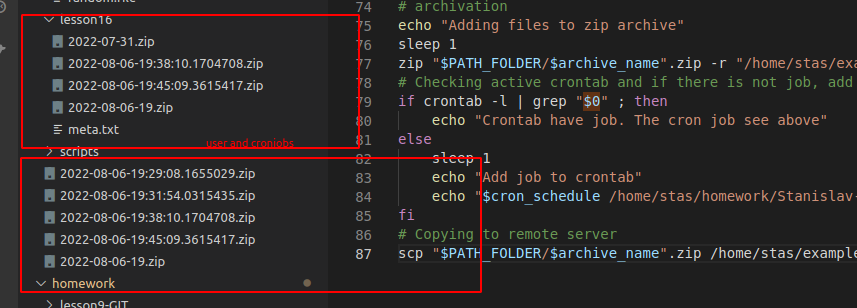 randomfkc
lesson16
2022-07-31.zip
2022-08-06-19:38:10.1704708.zip
2022-08-06-19:45:09.3615417.zip
2022-08-06-19.zip
meta.txt
user and cronjobs
scripts
2022-08-06-19:29:08.1655029.zip
2022-08-06-19:31:54.0315435.zip
2022-08-06-19:38:10.1704708.zip
2022-08-06-19:45:09.3615417.zip
2022-08-06-19.zip
homework
lesson9-GIT
74 # archivation
75 echo "Adding files to zip archive"
76 sleep 1
77 zip "$PATH_FOLDER/$archive_name".zip -r "/home/stas/exa
78 # Checking active crontab and if there is not job, add
79 if crontab -l | grep "$0" ; then
80 echo "Crontab have job. The cron job see above"
81 else
82 sleep 1
83 echo "Add job to crontab"
84 echo "$cron_schedule /home/stas/homework/Stanislav-
85 fi
86 # Copying to remote server
87 scp "$PATH_FOLDER/$archive_name".zip /home/stas/example